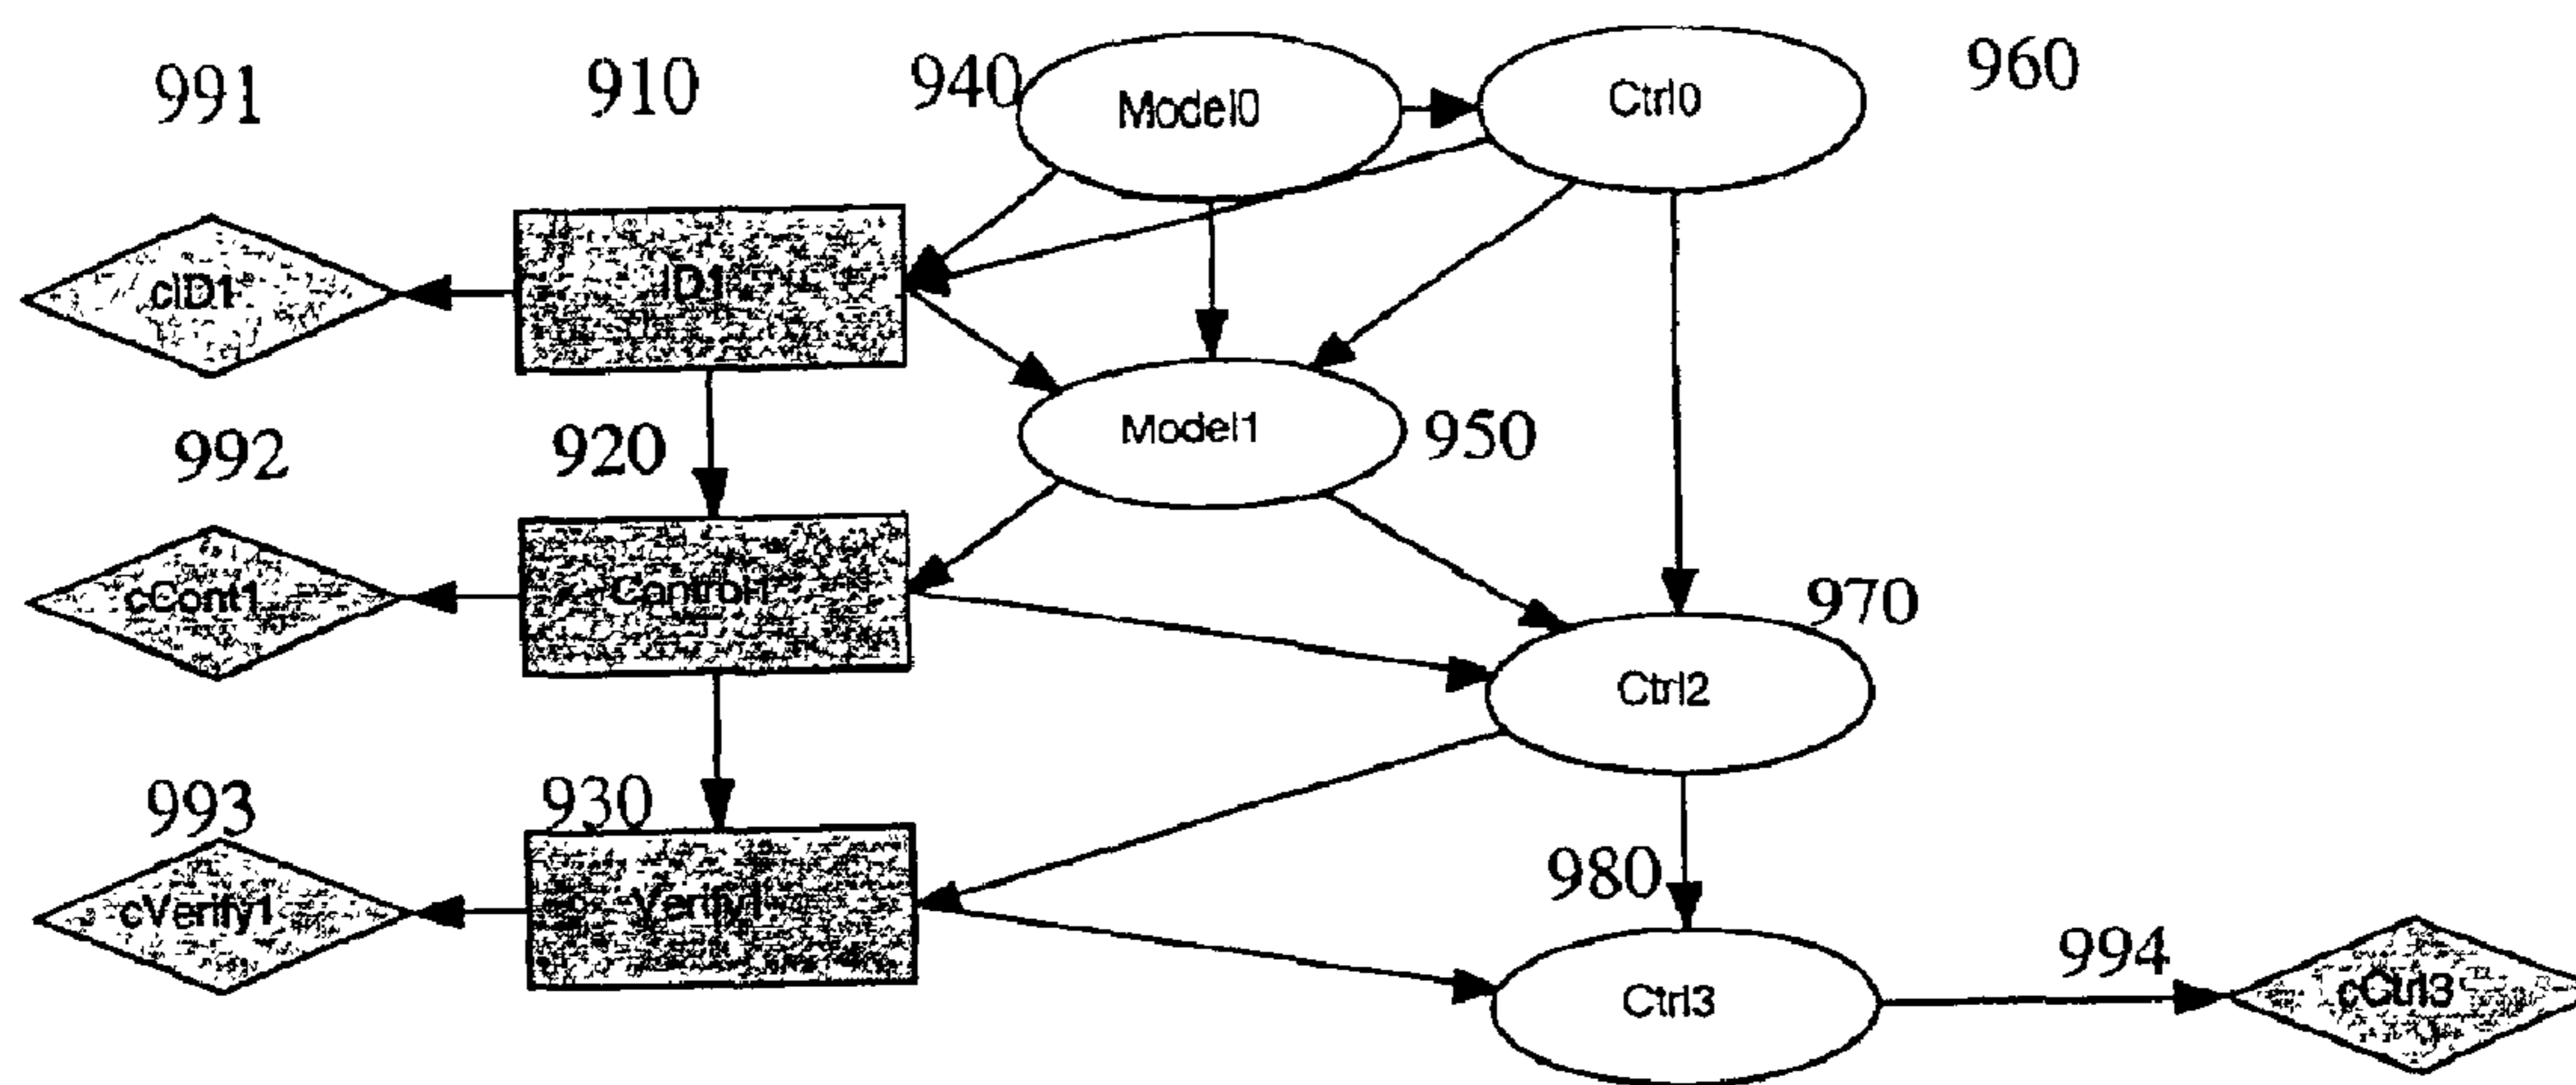 991 910 940 Model0 Ctrl0 960
cID1 ID1
Model1 950
992 920
cCont1 Control1
970
Ctrl2
993 930
980
cVerify1 Verify1
994
Ctrl3 cCtrl3